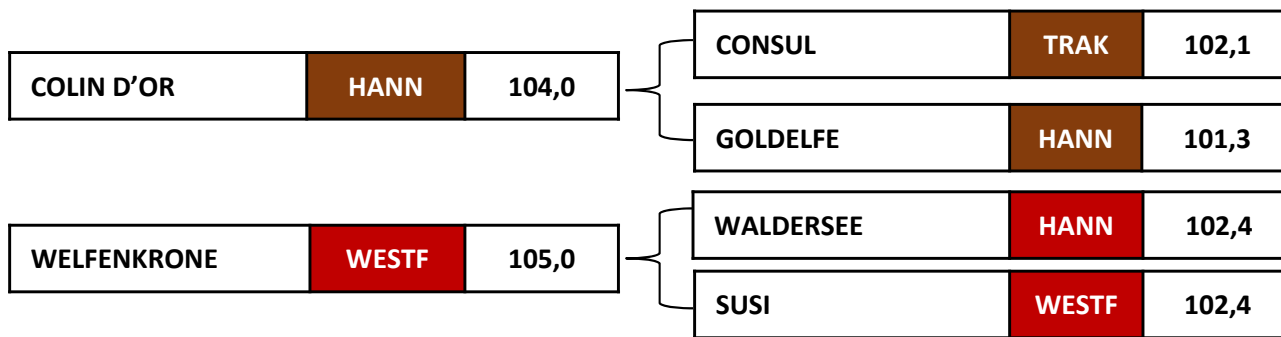 CONSUL TRAK 102,1
COLIN D’OR HANN 104,0
GOLDELFE HANN 101,3
WALDERSEE HANN 102,4
WELFENKRONE WESTF 105,0
SUSI WESTF 102,4